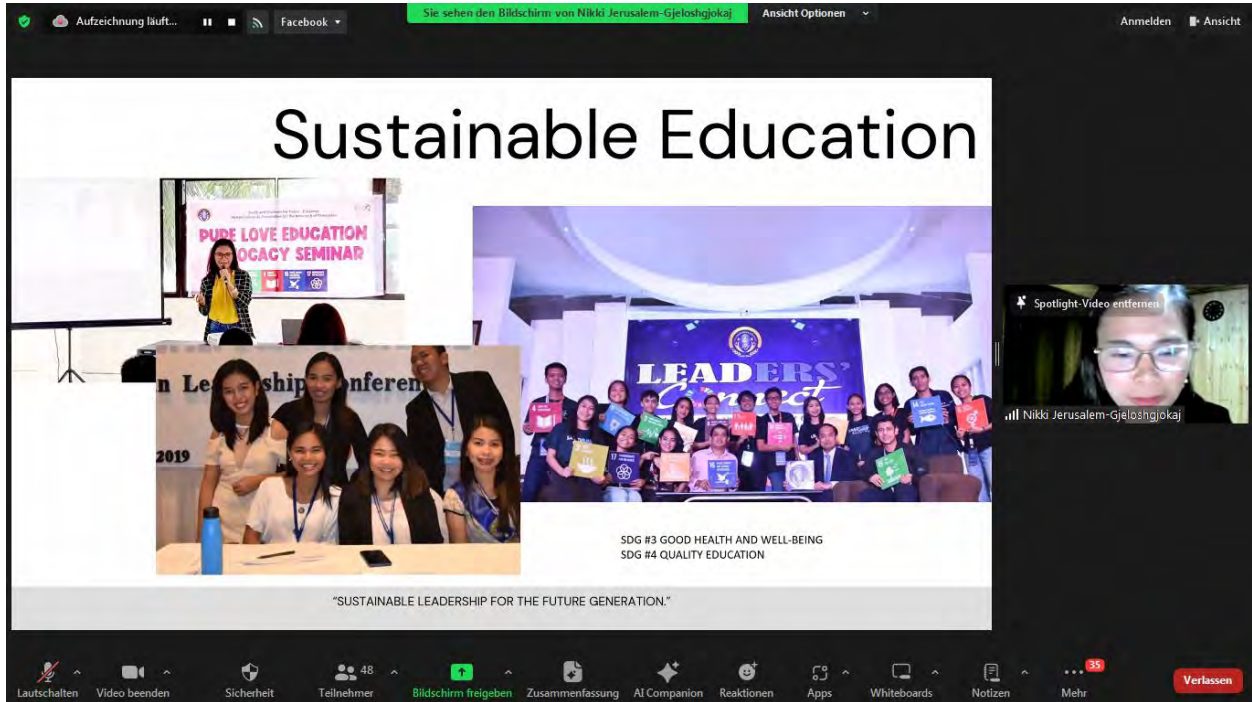 Aufzeichnung läuft...
Facebook
Sie sehen den Bildschirm von Nikki Jerusalem-Gjeloshgjokaj
Ansicht Optionen
Anmelden
Ansicht
Sustainable Education
PURE LOVE EDUCATION
ADVOCACY SEMINAR
LEADERS'
Connect
2019
SDG #3 GOOD HEALTH AND WELL-BEING
SDG #4 QUALITY EDUCATION
"SUSTAINABLE LEADERSHIP FOR THE FUTURE GENERATION."
Spotlight-Video entfernen
Nikki Jerusalem-Gjeloshgjokaj
Lautschalten
Video beenden
Sicherheit
48
Teilnehmer
Bildschirm freigeben
Zusammenfassung
AI Companion
Reaktionen
Apps
Whiteboards
Notizen
35
Mehr
Verlassen